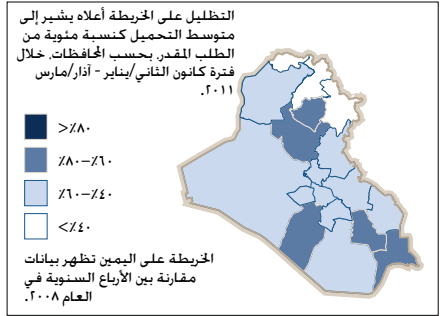 التظليل على الخريطة أعلاه يشير إلى
متوسط التحميل كنسبة مئوية من
الطلب المقدر، بحسب المحافظات، خلال
فترة كانون الثاني/يناير - آذار/مارس
٢٠١١.
>٨٠٪
٦٠٪–٨٠٪
٤٠٪–٦٠٪
<٤٠٪
الخريطة على اليمين تظهر بيانات
مقارنة بين الأرباع السنوية في
العام ٢٠٠٨.